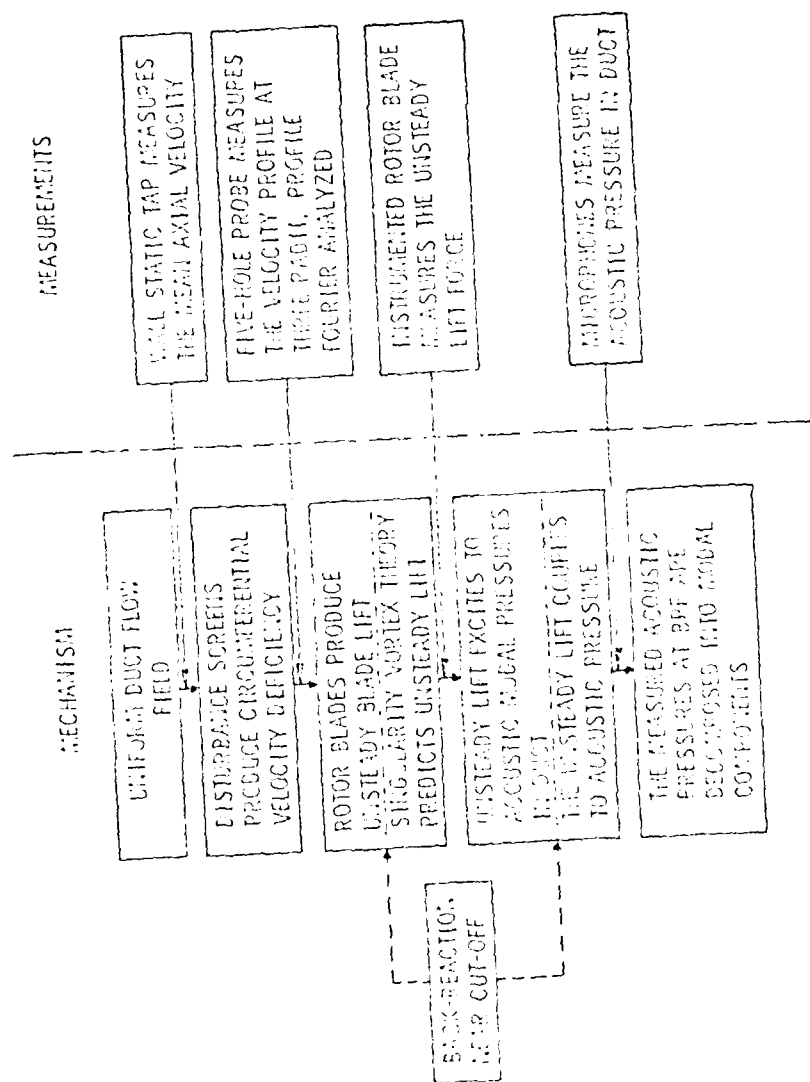 MECHANISM
MEASUREMENTS
UNIFORM DUCT FLOW
FIELD
WALL STATIC TAP MEASURES
THE MEAN AXIAL VELOCITY
DISTURBANCE SCREENS
PRODUCE CIRCUMFERENTIAL
VELOCITY DEFICIENCY
FIVE-HOLE PROBE MEASURES
THE VELOCITY PROFILE AT
THREE RADII, PROFILE
FOURIER ANALYZED
ROTOR BLADES PRODUCE
UNSTEADY BLADE LIFT
SINGULARITY VORTEX THEORY
PREDICTS UNSTEADY LIFT
INSTRUMENTED ROTOR BLADE
MEASURES THE UNSTEADY
LIFT FORCE
UNSTEADY LIFT EXCITES TO
ACOUSTIC MODAL PRESSURES
IN DUCT
THE UNSTEADY LIFT COUPLES
TO ACOUSTIC PRESSURE
BACK-REACTION
NEAR CUT-OFF
MICROPHONES MEASURE THE
ACOUSTIC PRESSURE IN DUCT
THE MEASURED ACOUSTIC
PRESSURES AT BPF ARE
DECOMPOSED INTO MODAL
COMPONENTS